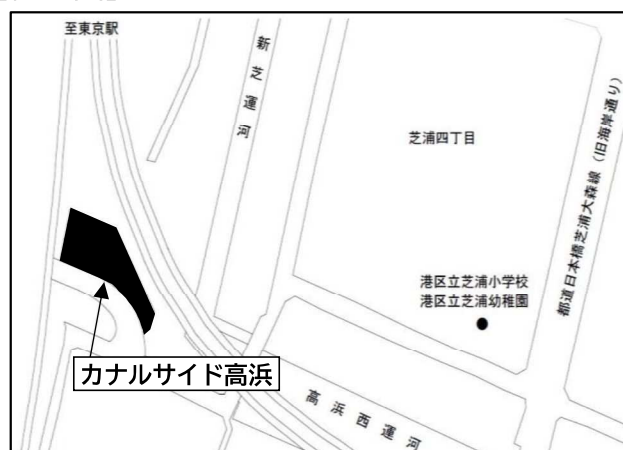 至東京駅
新芝運河
芝浦四丁目
都道日本橋芝浦大森線（旧海岸通り）
港区立芝浦小学校
港区立芝浦幼稚園
カナルサイド高浜
高浜西運河